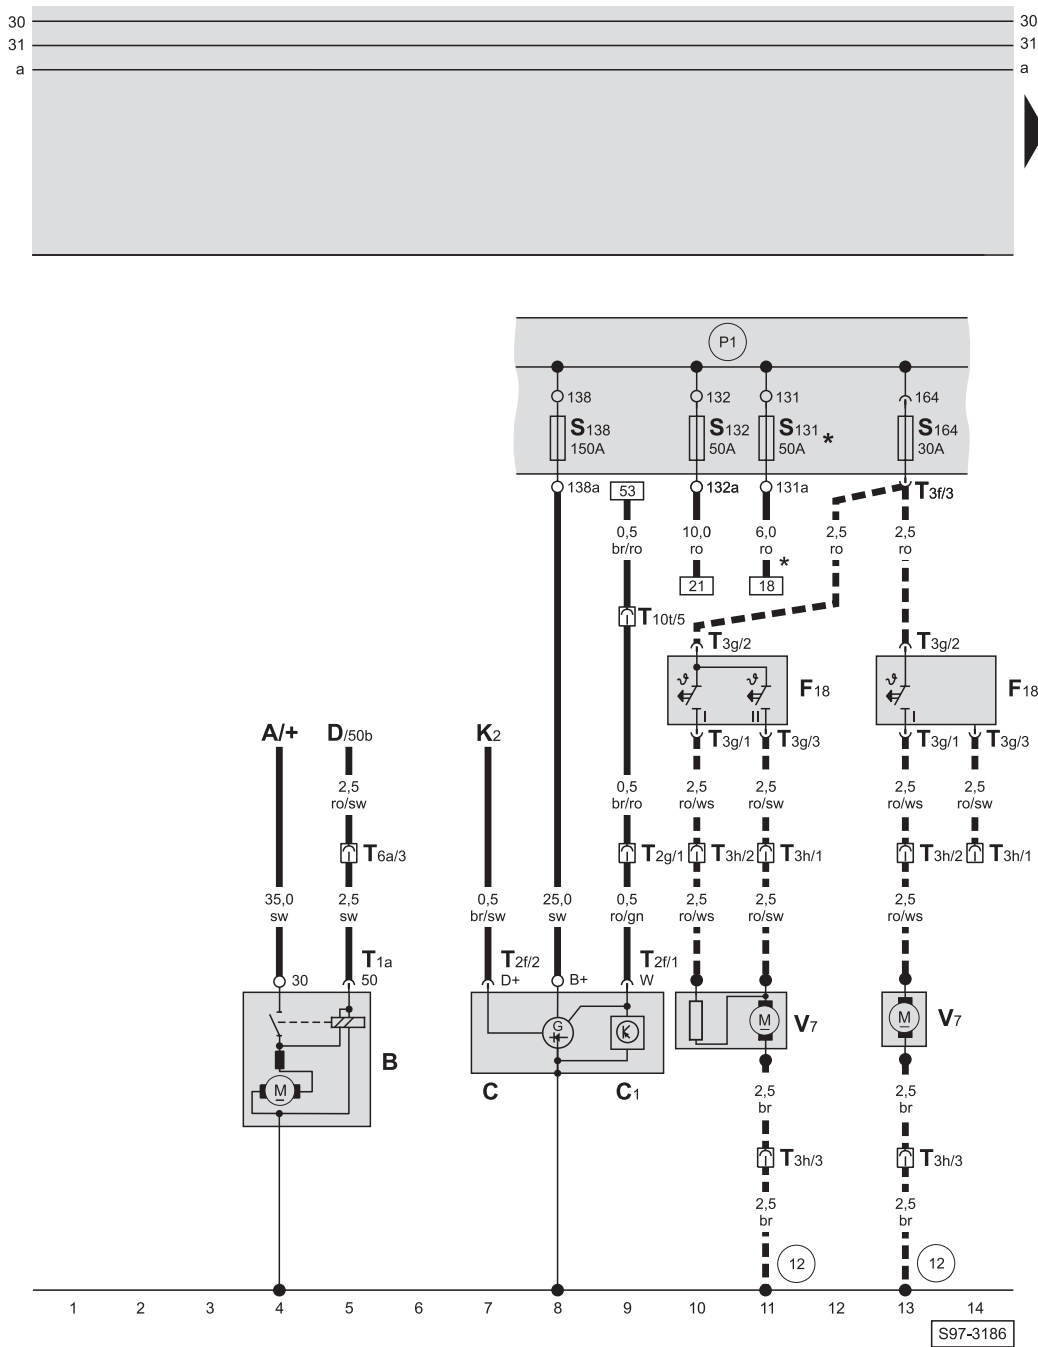 30 30
31 31
a a
P1
138 132 131 164
S138 S132 S131 * S164
150A 50A 50A 30A
138a 53 132a 131a T3f/3
0,5 10,0 6,0 2,5 2,5
br/ro ro ro ro ro
*
21 18
T10t/5
T3g/2 T3g/2
ϑ ϑ F18 ϑ F18
I II I
A/+ D/50b K2 T3g/1 T3g/3 T3g/1 T3g/3
2,5 0,5 2,5 2,5 2,5 2,5
ro/sw br/ro ro/ws ro/sw ro/ws ro/sw
T6a/3 T2g/1 T3h/2 T3h/1 T3h/2 T3h/1
35,0 2,5 0,5 25,0 0,5 2,5 2,5 2,5
sw sw br/sw sw ro/gn ro/ws ro/sw ro/ws
T1a T2f/2 T2f/1
30 50 D+ B+ W
G K M V7 M V7
B
M C C1
2,5 2,5
br br
T3h/3 T3h/3
2,5 2,5
br br
12 12
1 2 3 4 5 6 7 8 9 10 11 12 13 14
S97-3186